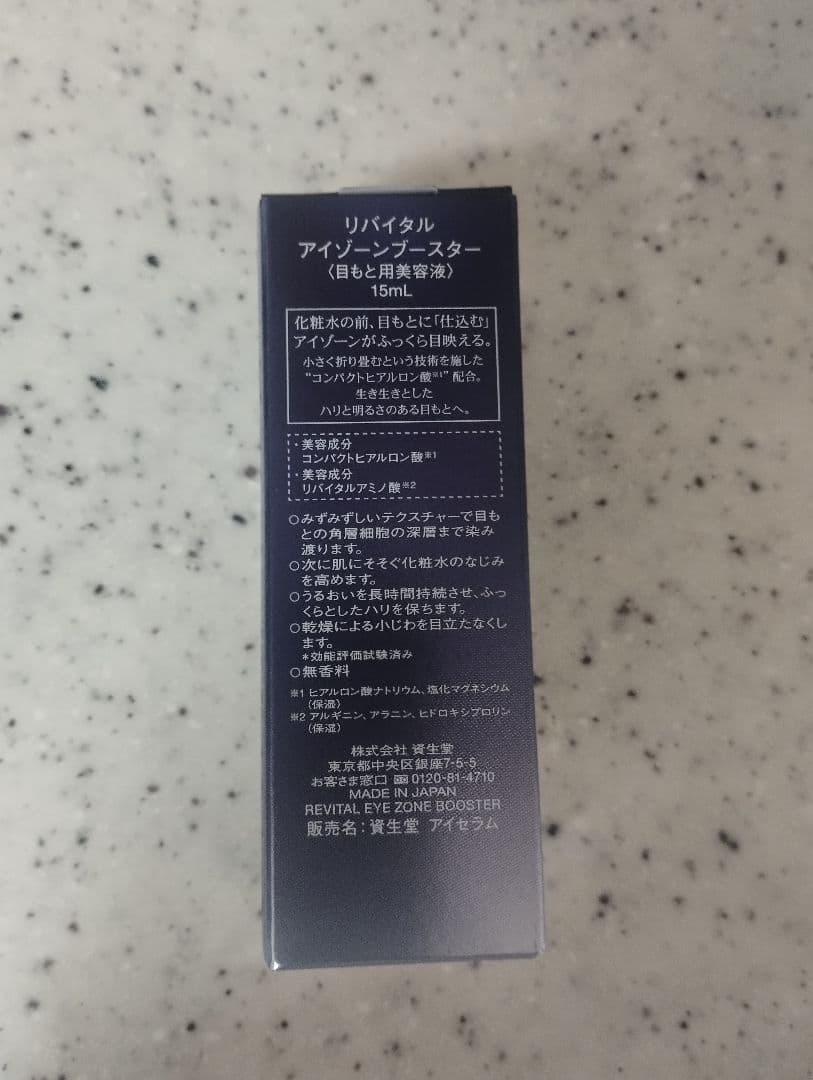 リバイタル
アイゾーンブースター
〈目もと用美容液〉
15mL
化粧水の前、目もとに「仕込む」
アイゾーンがふっくら目映える。
小さく折り畳むという技術を施した
“コンパクトヒアルロン酸※1”配合。
生き生きとした
ハリと明るさのある目もとへ。
・美容成分
コンパクトヒアルロン酸※1
・美容成分
リバイタルアミノ酸※2
○みずみずしいテクスチャーで目も
との角層細胞の深層まで染み
渡ります。
○次に肌にそそぐ化粧水のなじみ
を高めます。
○うるおいを長時間持続させ、ふっ
くらとしたハリを保ちます。
○乾燥による小じわを目立たなくし
ます。
*効能評価試験済み
○無香料
※1 ヒアルロン酸ナトリウム、塩化マグネシウム
（保湿）
※2 アルギニン、アラニン、ヒドロキシプロリン
（保湿）
株式会社 資生堂
東京都中央区銀座7-5-5
お客さま窓口 0120-81-4710
MADE IN JAPAN
REVITAL EYE ZONE BOOSTER
販売名：資生堂 アイセラム